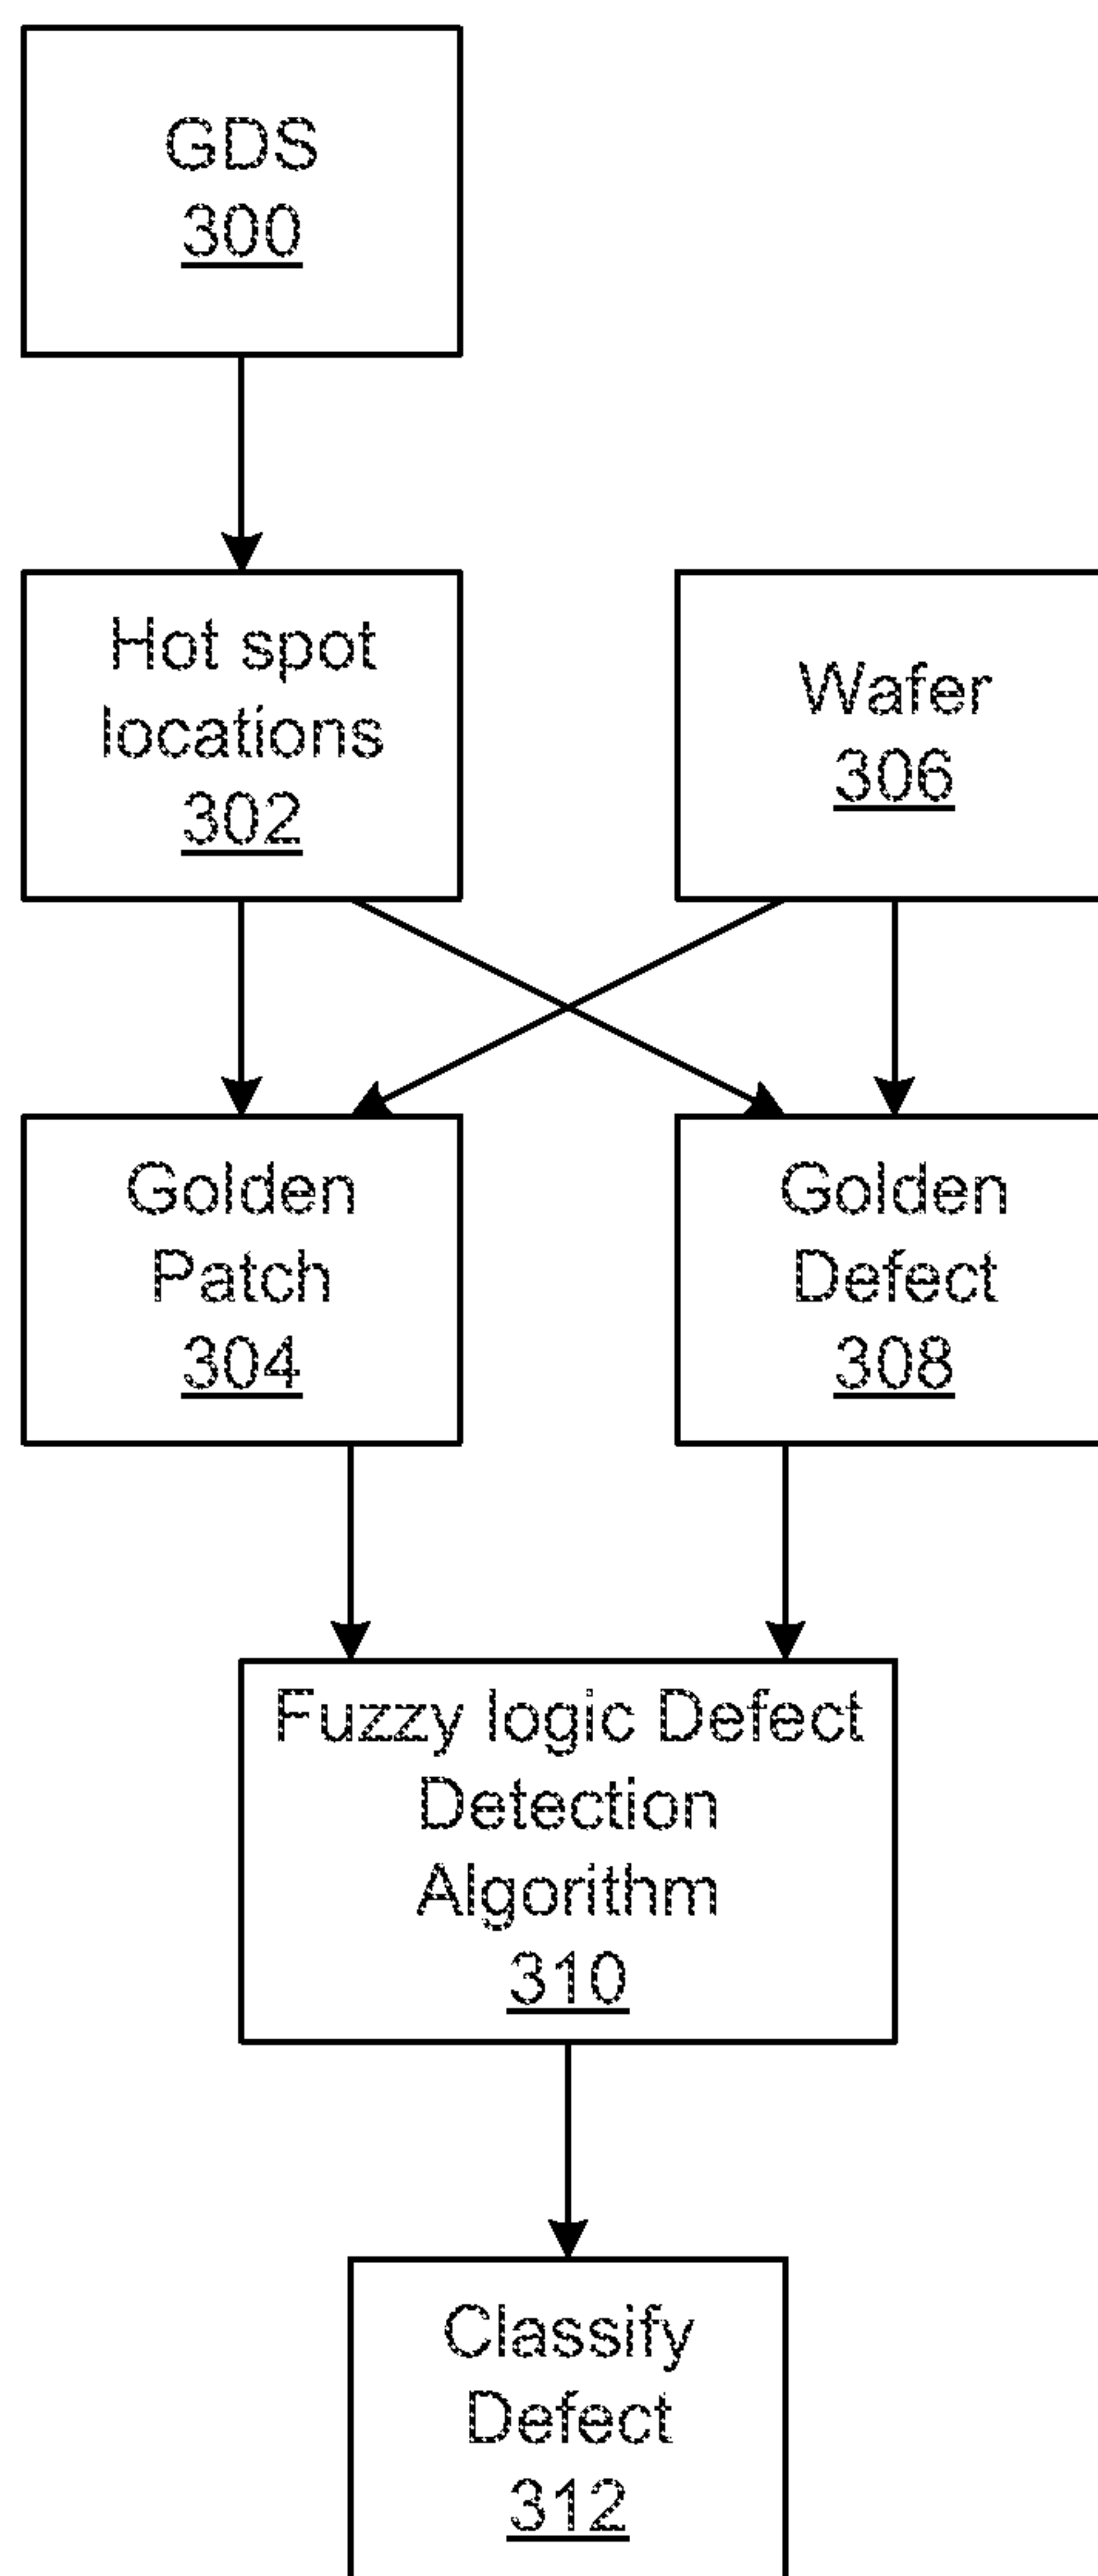 GDS
300
Hot spot
locations
302
Wafer
306
Golden
Patch
304
Golden
Defect
308
Fuzzy logic Defect
Detection
Algorithm
310
Classify
Defect
312